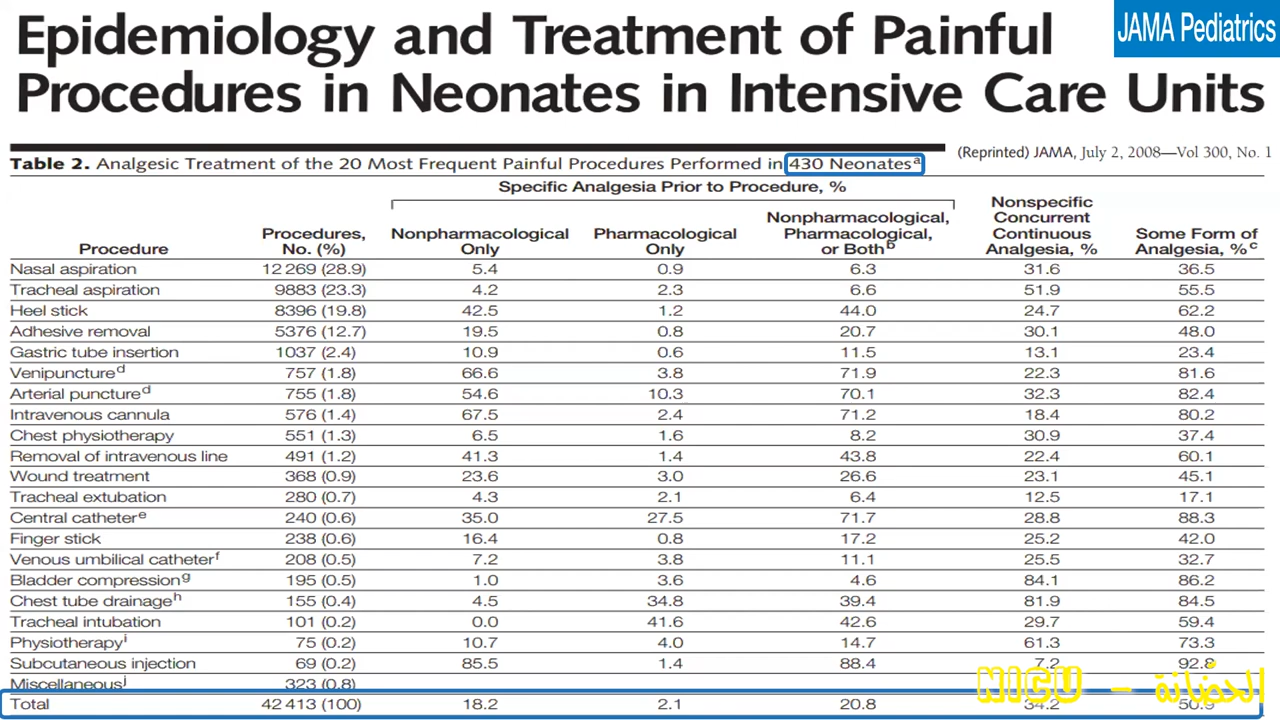 Epidemiology and Treatment of Painful
Procedures in Neonates in Intensive Care Units
JAMA Pediatrics
(Reprinted) JAMA, July 2, 2008—Vol 300, No. 1
Table 2. Analgesic Treatment of the 20 Most Frequent Painful Procedures Performed in 430 Neonates^a
Specific Analgesia Prior to Procedure, %
Procedure | Procedures, No. (%) | Nonpharmacological Only | Pharmacological Only | Nonpharmacological, Pharmacological, or Both^b | Nonspecific Concurrent Continuous Analgesia, % | Some Form of Analgesia, %^c
Nasal aspiration 12 269 (28.9) 5.4 0.9 6.3 31.6 36.5
Tracheal aspiration 9883 (23.3) 4.2 2.3 6.6 51.9 55.5
Heel stick 8396 (19.8) 42.5 1.2 44.0 24.7 62.2
Adhesive removal 5376 (12.7) 19.5 0.8 20.7 30.1 48.0
Gastric tube insertion 1037 (2.4) 10.9 0.6 11.5 13.1 23.4
Venipuncture^d 757 (1.8) 66.6 3.8 71.9 22.3 81.6
Arterial puncture^d 755 (1.8) 54.6 10.3 70.1 32.3 82.4
Intravenous cannula 576 (1.4) 67.5 2.4 71.2 18.4 80.2
Chest physiotherapy 551 (1.3) 6.5 1.6 8.2 30.9 37.4
Removal of intravenous line 491 (1.2) 41.3 1.4 43.8 22.4 60.1
Wound treatment 368 (0.9) 23.6 3.0 26.6 23.1 45.1
Tracheal extubation 280 (0.7) 4.3 2.1 6.4 12.5 17.1
Central catheter^e 240 (0.6) 35.0 27.5 71.7 28.8 88.3
Finger stick 238 (0.6) 16.4 0.8 17.2 25.2 42.0
Venous umbilical catheter^f 208 (0.5) 7.2 3.8 11.1 25.5 32.7
Bladder compression^g 195 (0.5) 1.0 3.6 4.6 84.1 86.2
Chest tube drainage^h 155 (0.4) 4.5 34.8 39.4 81.9 84.5
Tracheal intubation 101 (0.2) 0.0 41.6 42.6 29.7 59.4
Physiotherapy^i 75 (0.2) 10.7 4.0 14.7 61.3 73.3
Subcutaneous injection 69 (0.2) 85.5 1.4 88.4 7.2 92.8
Miscellaneous^j 323 (0.8)
Total 42 413 (100) 18.2 2.1 20.8 34.2 50.9
NICU – الحضّانة